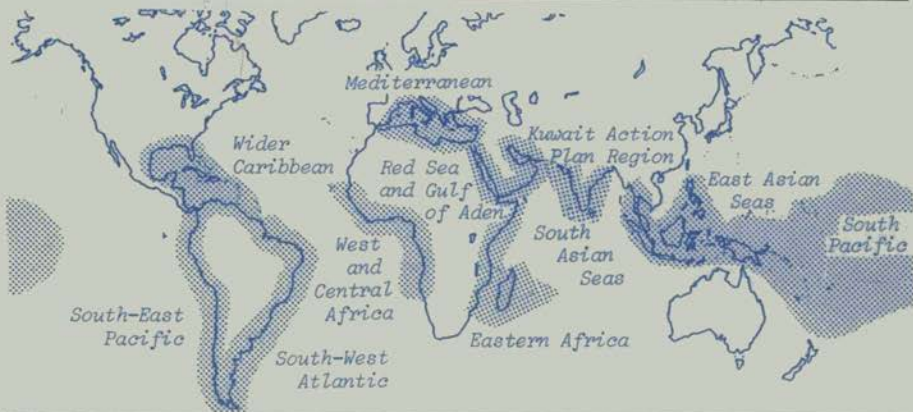 Mediterranean
Wider
Caribbean
Kuwait Action
Plan Region
Red Sea
and Gulf
of Aden
East Asian
Seas
South
Pacific
West
and
Central
Africa
South
Asian
Seas
South-East
Pacific
Eastern Africa
South-West
Atlantic